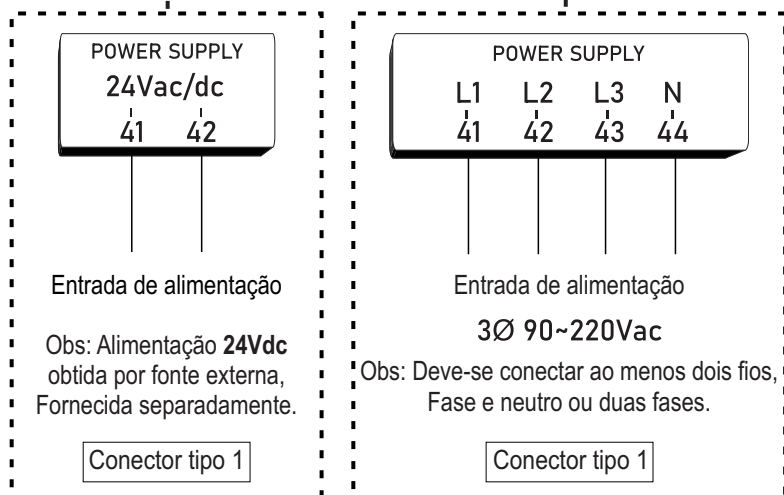 POWER SUPPLY
24Vac/dc
41 42
Entrada de alimentação
Obs: Alimentação 24Vdc
obtida por fonte externa,
Fornecida separadamente.
Conector tipo 1
POWER SUPPLY
L1 L2 L3 N
41 42 43 44
Entrada de alimentação
3Ø 90~220Vac
Obs: Deve-se conectar ao menos dois fios,
Fase e neutro ou duas fases.
Conector tipo 1